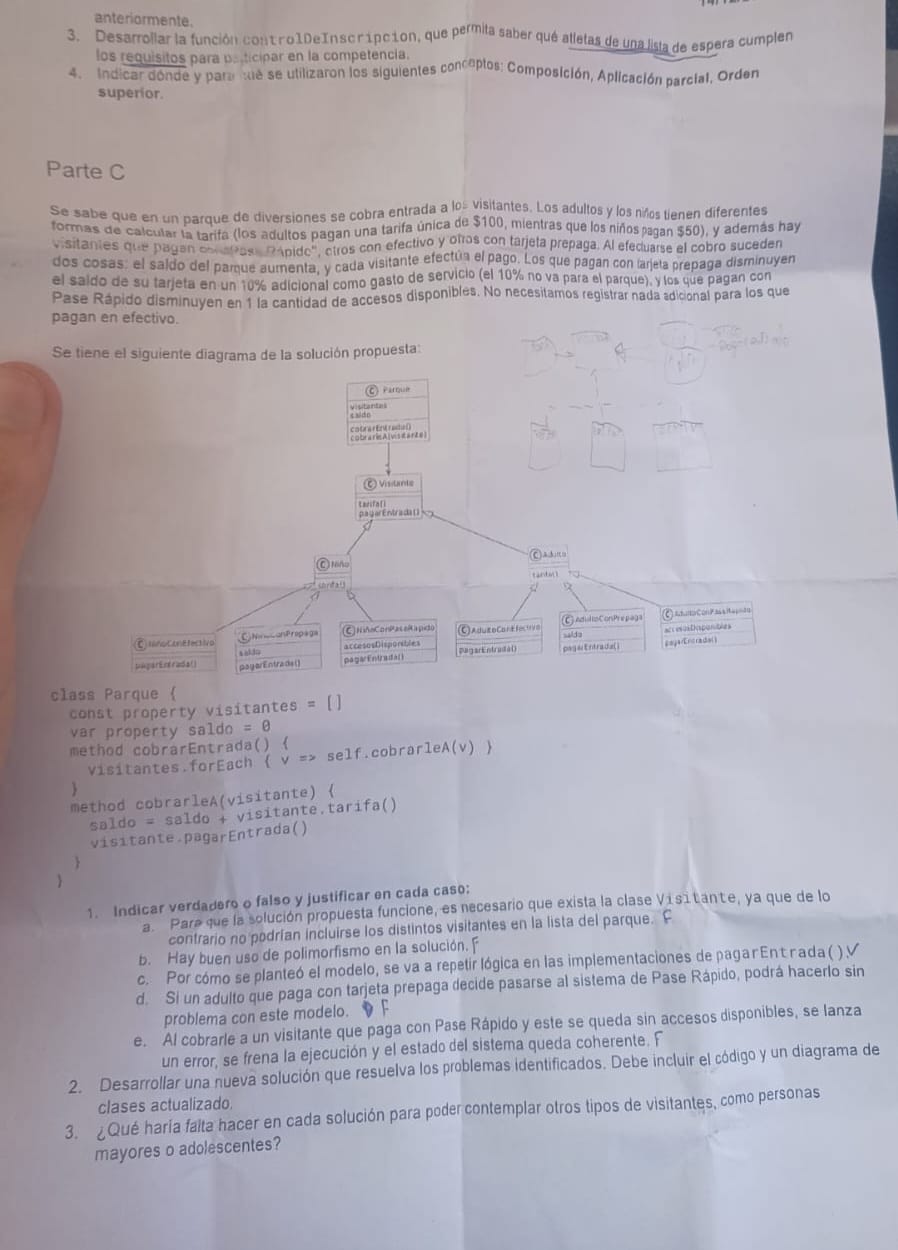 anteriormente.
3. Desarrollar la función controlDeInscripcion, que permita saber qué atletas de una lista de espera cumplen
los requisitos para participar en la competencia.
4. Indicar dónde y para qué se utilizaron los siguientes conceptos: Composición, Aplicación parcial, Orden
superior.
Parte C
Se sabe que en un parque de diversiones se cobra entrada a los visitantes. Los adultos y los niños tienen diferentes
formas de calcular la tarifa (los adultos pagan una tarifa única de $100, mientras que los niños pagan $50), y además hay
visitantes que pagan con "Pase Rápido", otros con efectivo y otros con tarjeta prepaga. Al efectuarse el cobro suceden
dos cosas: el saldo del parque aumenta, y cada visitante efectúa el pago. Los que pagan con tarjeta prepaga disminuyen
el saldo de su tarjeta en un 10% adicional como gasto de servicio (el 10% no va para el parque), y los que pagan con
Pase Rápido disminuyen en 1 la cantidad de accesos disponibles. No necesitamos registrar nada adicional para los que
pagan en efectivo.
Se tiene el siguiente diagrama de la solución propuesta:
C Parque
visitantes
saldo
cobrarEntrada()
cobrarleA(visitante)
C Visitante
tarifa()
pagarEntrada()
C Niño
tarifa()
C Adulto
tarifa()
C NiñoConEfectivo
pagarEntrada()
C NiñoConPrepaga
saldo
pagarEntrada()
C NiñoConPaseRapido
accesosDisponibles
pagarEntrada()
C AdultoConEfectivo
pagarEntrada()
C AdultoConPrepaga
saldo
pagarEntrada()
C AdultoConPaseRapido
accesosDisponibles
pagarEntrada()
class Parque {
const property visitantes = []
var property saldo = 0
method cobrarEntrada() {
visitantes.forEach { v => self.cobrarleA(v) }
}
method cobrarleA(visitante) {
saldo = saldo + visitante.tarifa()
visitante.pagarEntrada()
}
}
1. Indicar verdadero o falso y justificar en cada caso:
a. Para que la solución propuesta funcione, es necesario que exista la clase Visitante, ya que de lo
contrario no podrían incluirse los distintos visitantes en la lista del parque. F
b. Hay buen uso de polimorfismo en la solución. F
c. Por cómo se planteó el modelo, se va a repetir lógica en las implementaciones de pagarEntrada(). V
d. Si un adulto que paga con tarjeta prepaga decide pasarse al sistema de Pase Rápido, podrá hacerlo sin
problema con este modelo. F
e. Al cobrarle a un visitante que paga con Pase Rápido y este se queda sin accesos disponibles, se lanza
un error, se frena la ejecución y el estado del sistema queda coherente. F
2. Desarrollar una nueva solución que resuelva los problemas identificados. Debe incluir el código y un diagrama de
clases actualizado.
3. ¿Qué haría falta hacer en cada solución para poder contemplar otros tipos de visitantes, como personas
mayores o adolescentes?